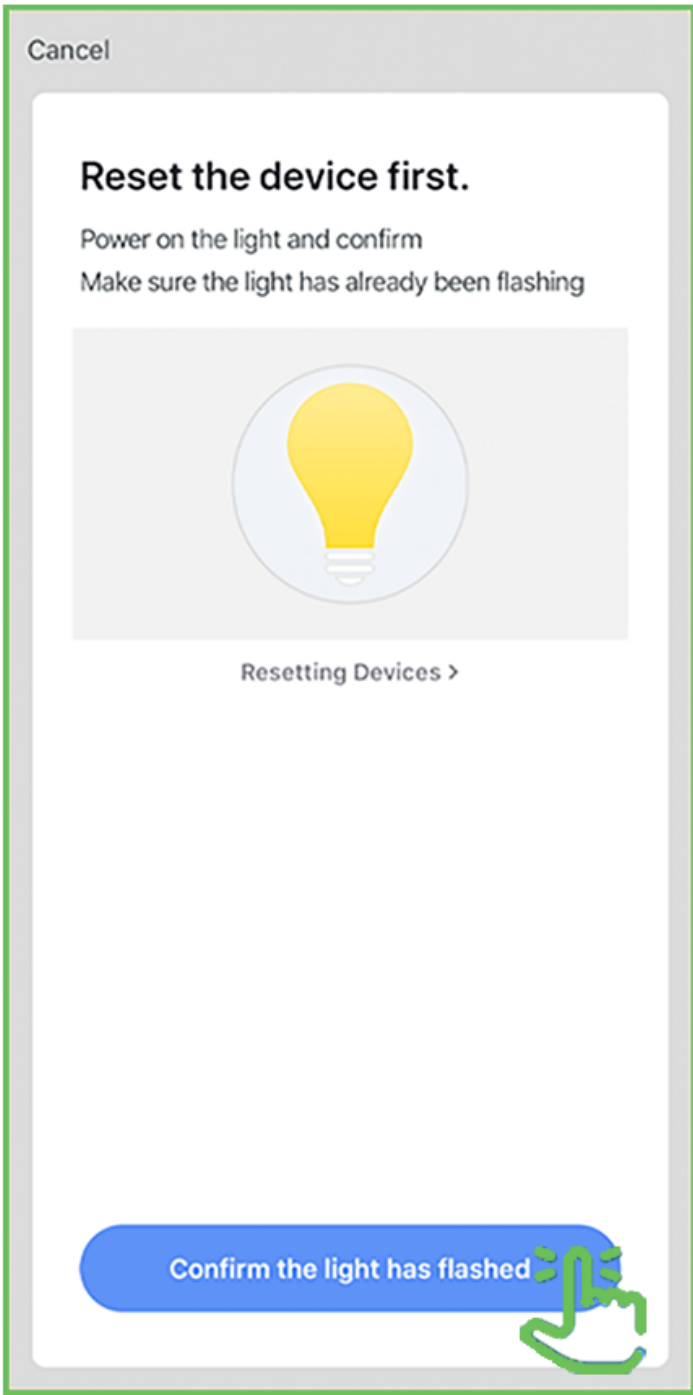 Cancel
Reset the device first.
Power on the light and confirm
Make sure the light has already been flashing
Resetting Devices >
Confirm the light has flashed